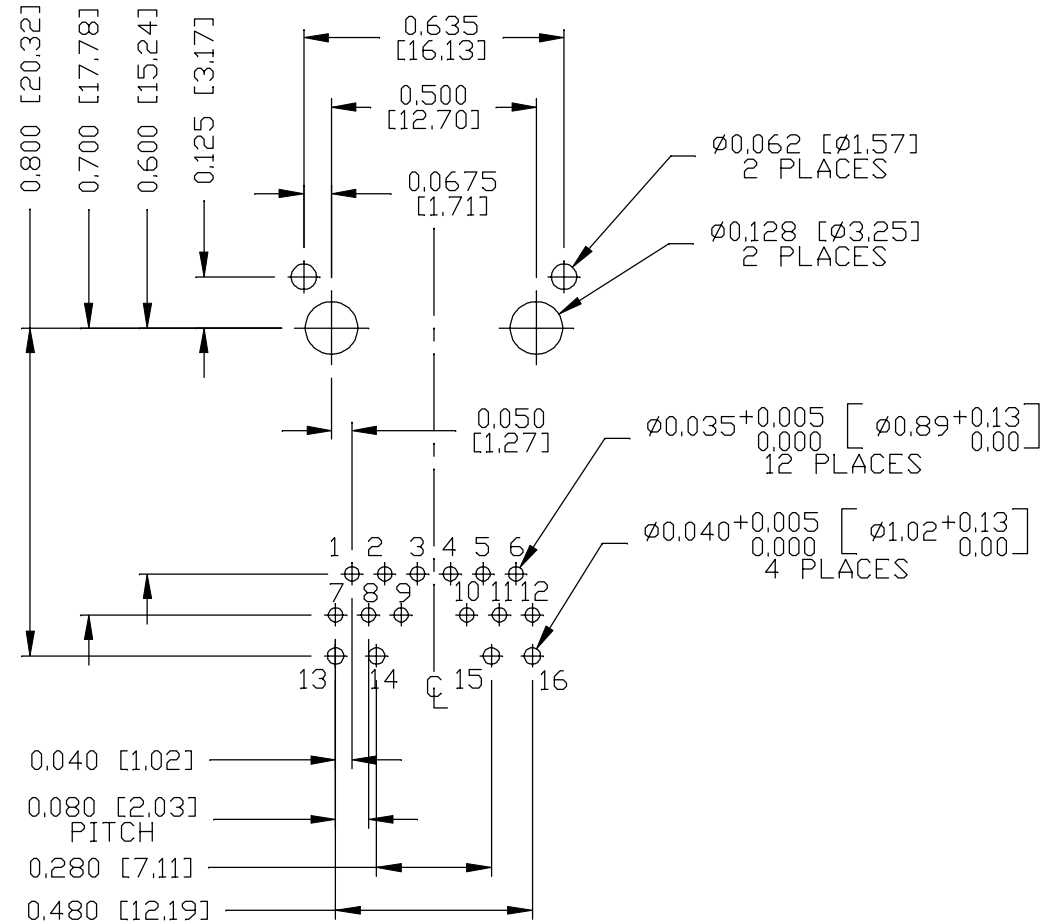 0,800 [20,32]
0,700 [17,78]
0,600 [15,24]
0,125 [3,17]
0,635
[16,13]
0,500
[12,70]
0,0675
[1,71]
Ø0,062 [Ø1,57]
2 PLACES
Ø0,128 [Ø3,25]
2 PLACES
0,050
[1,27]
Ø0,035+0,005 [Ø0,89+0,13]
0,000 0,00
12 PLACES
Ø0,040+0,005 [Ø1,02+0,13]
0,000 0,00
4 PLACES
1 2 3 4 5 6
7 8 9 10 11 12
13 14 15 16
℄
0,040 [1,02]
0,080 [2,03]
PITCH
0,280 [7,11]
0,480 [12,19]